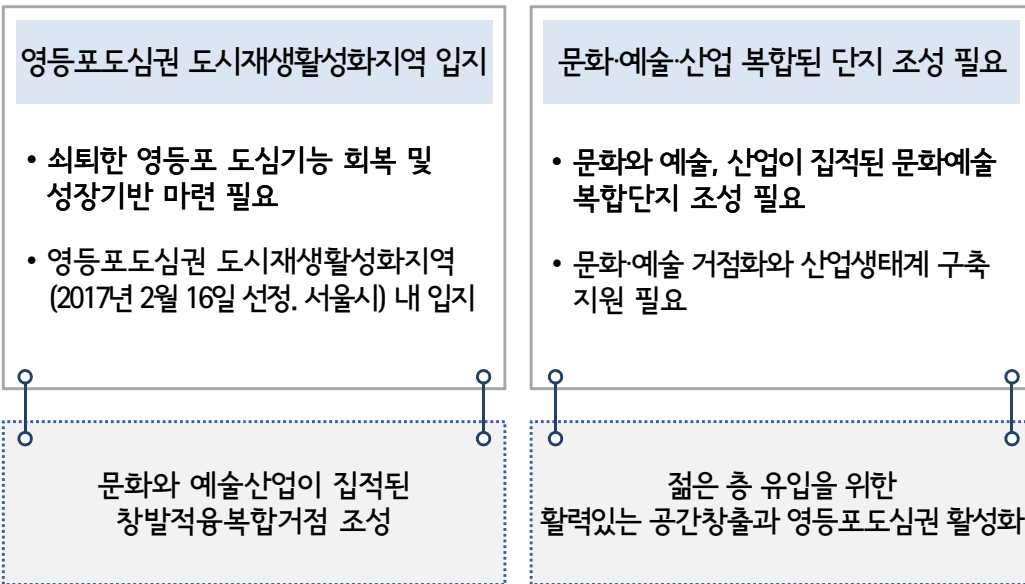 영등포도심권 도시재생활성화지역 입지
• 쇠퇴한 영등포 도심기능 회복 및
성장기반 마련 필요
• 영등포도심권 도시재생활성화지역
(2017년 2월 16일 선정. 서울시) 내 입지
문화와 예술산업이 집적된
창발적융복합거점 조성
문화·예술·산업 복합된 단지 조성 필요
• 문화와 예술, 산업이 집적된 문화예술
복합단지 조성 필요
• 문화·예술 거점화와 산업생태계 구축
지원 필요
젊은 층 유입을 위한
활력있는 공간창출과 영등포도심권 활성화